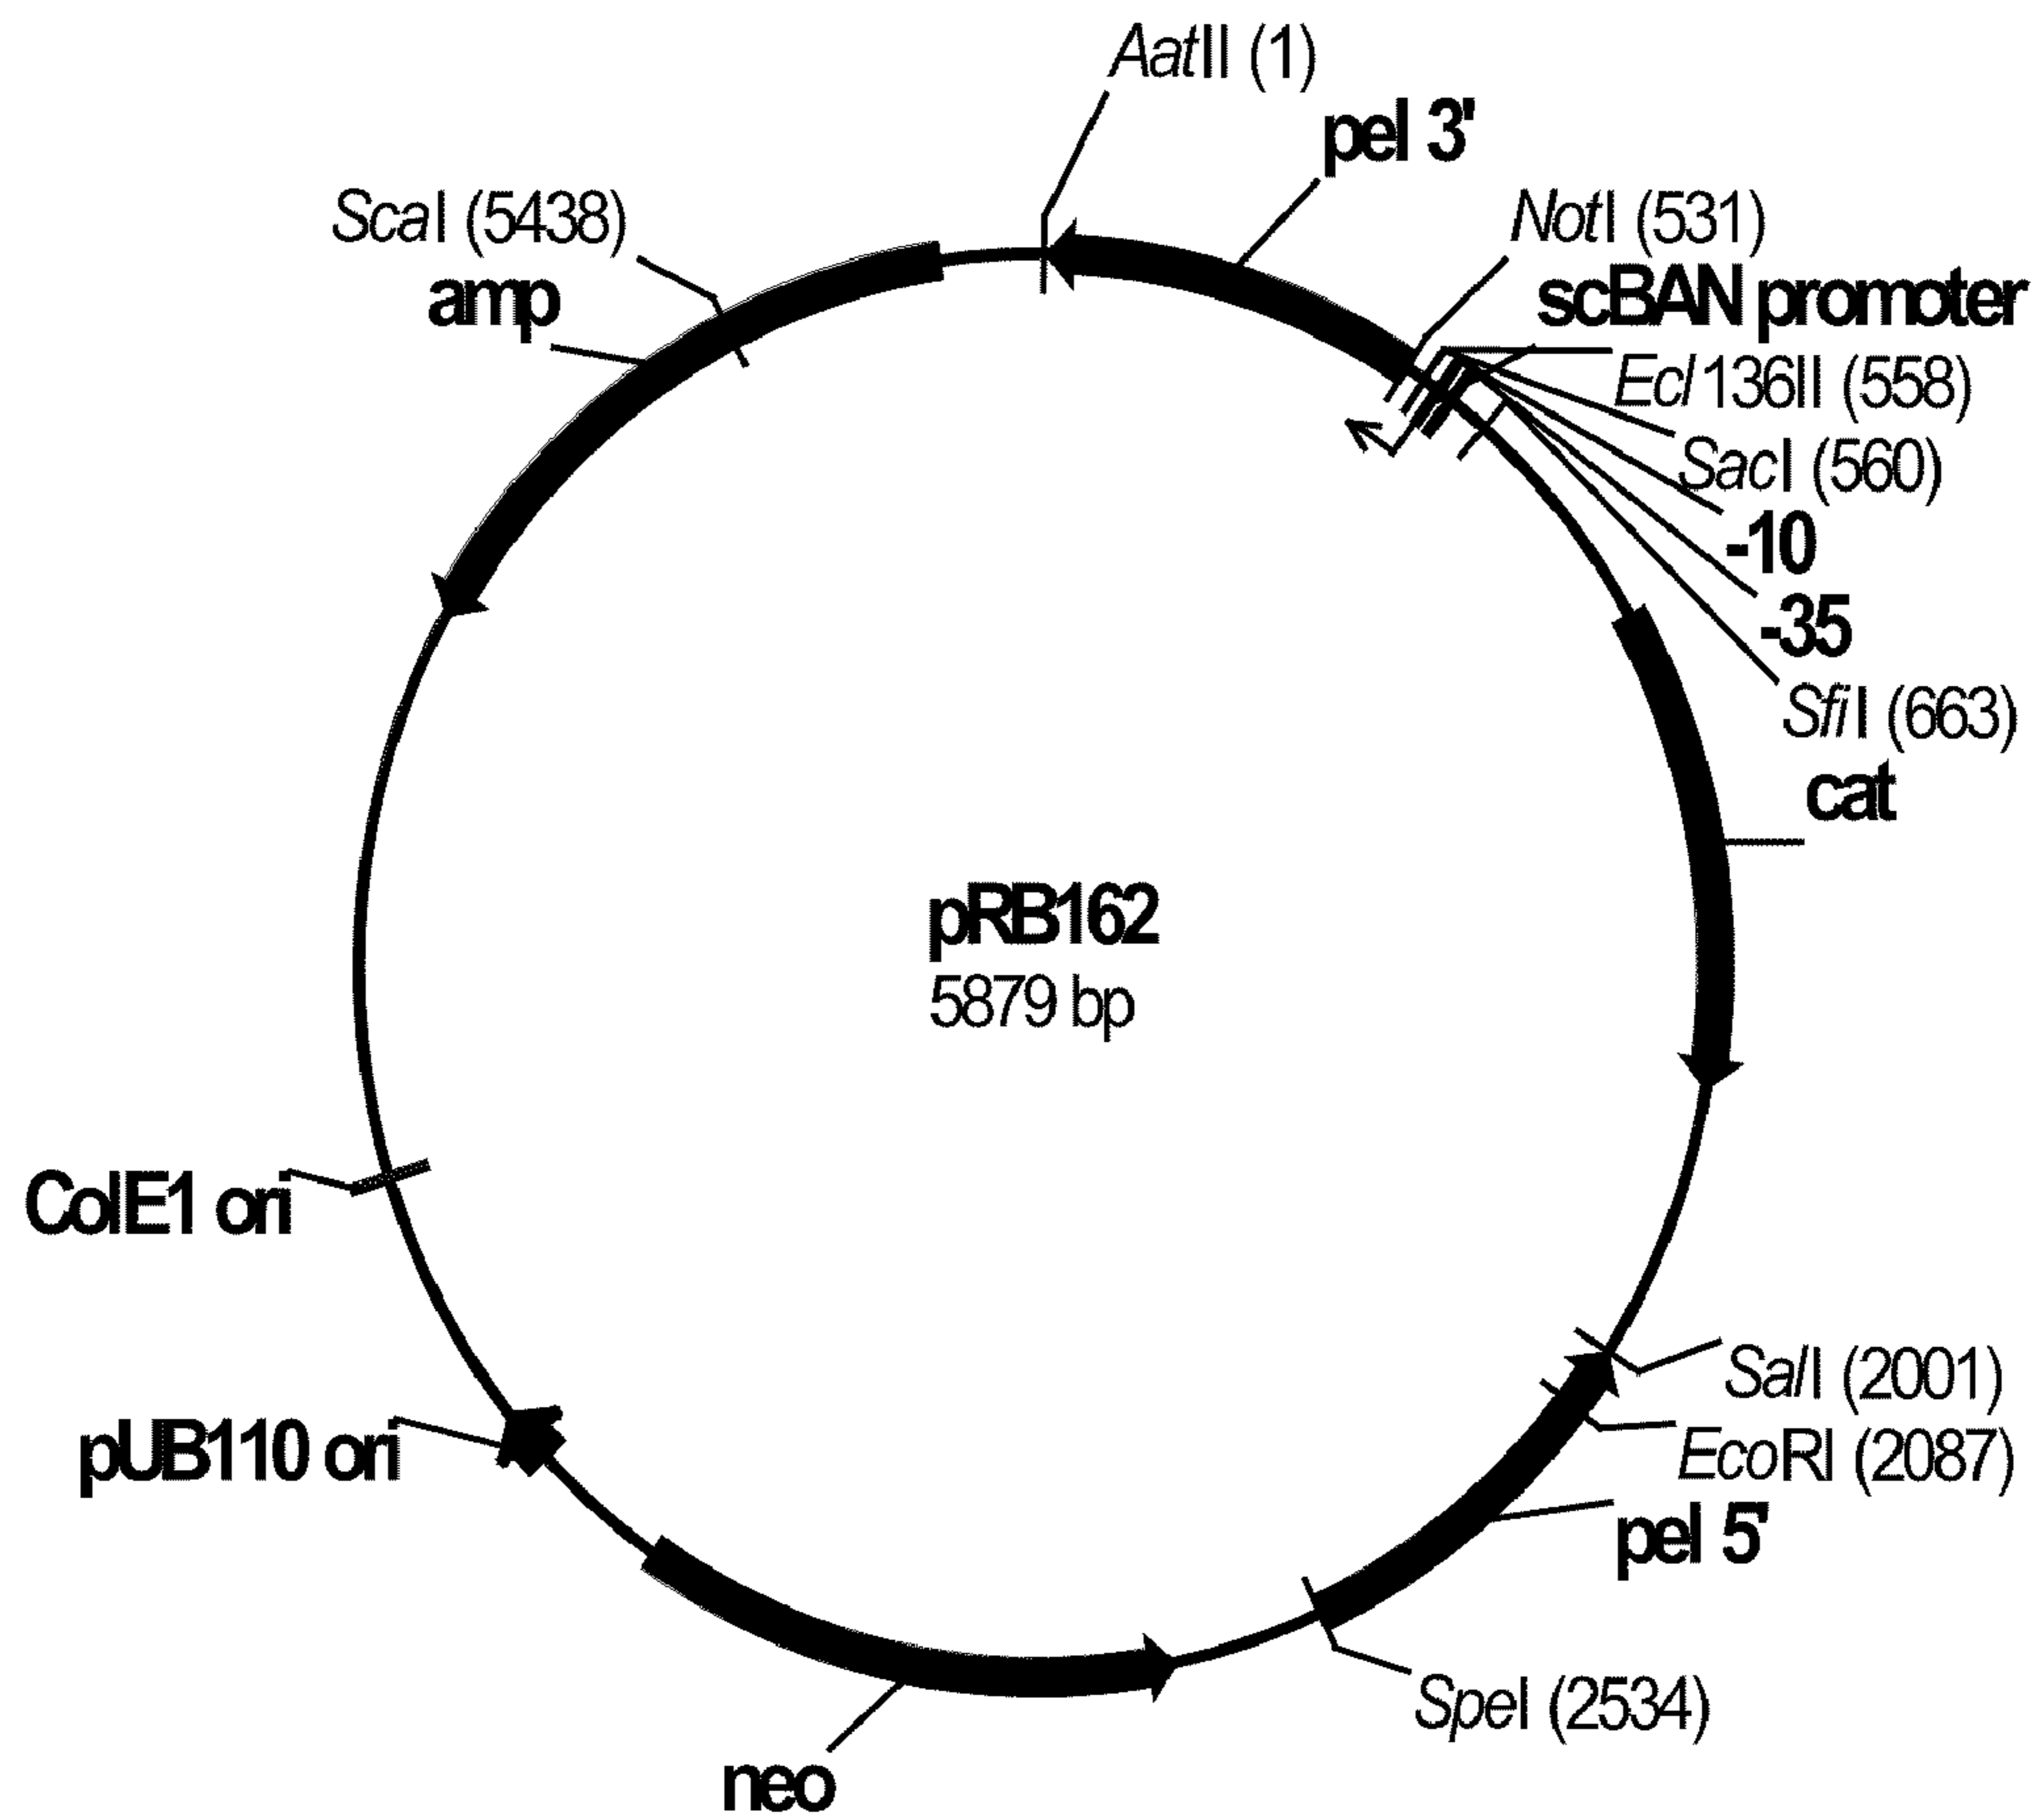 AatII (1)
pel 3'
ScaI (5438)
NotI (531)
amp
scBAN promoter
Ecl136II (558)
SacI (560)
-10
-35
SfiI (663)
cat
pRB162
5879 bp
ColE1 ori
SalI (2001)
pUB110 ori
EcoRI (2087)
pel 5'
SpeI (2534)
neo